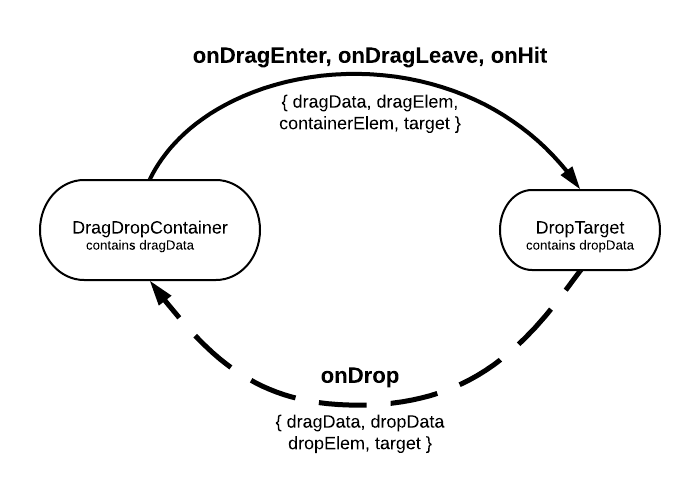 onDragEnter, onDragLeave, onHit
{ dragData, dragElem,
containerElem, target }
DragDropContainer
contains dragData
DropTarget
contains dropData
onDrop
{ dragData, dropData
dropElem, target }